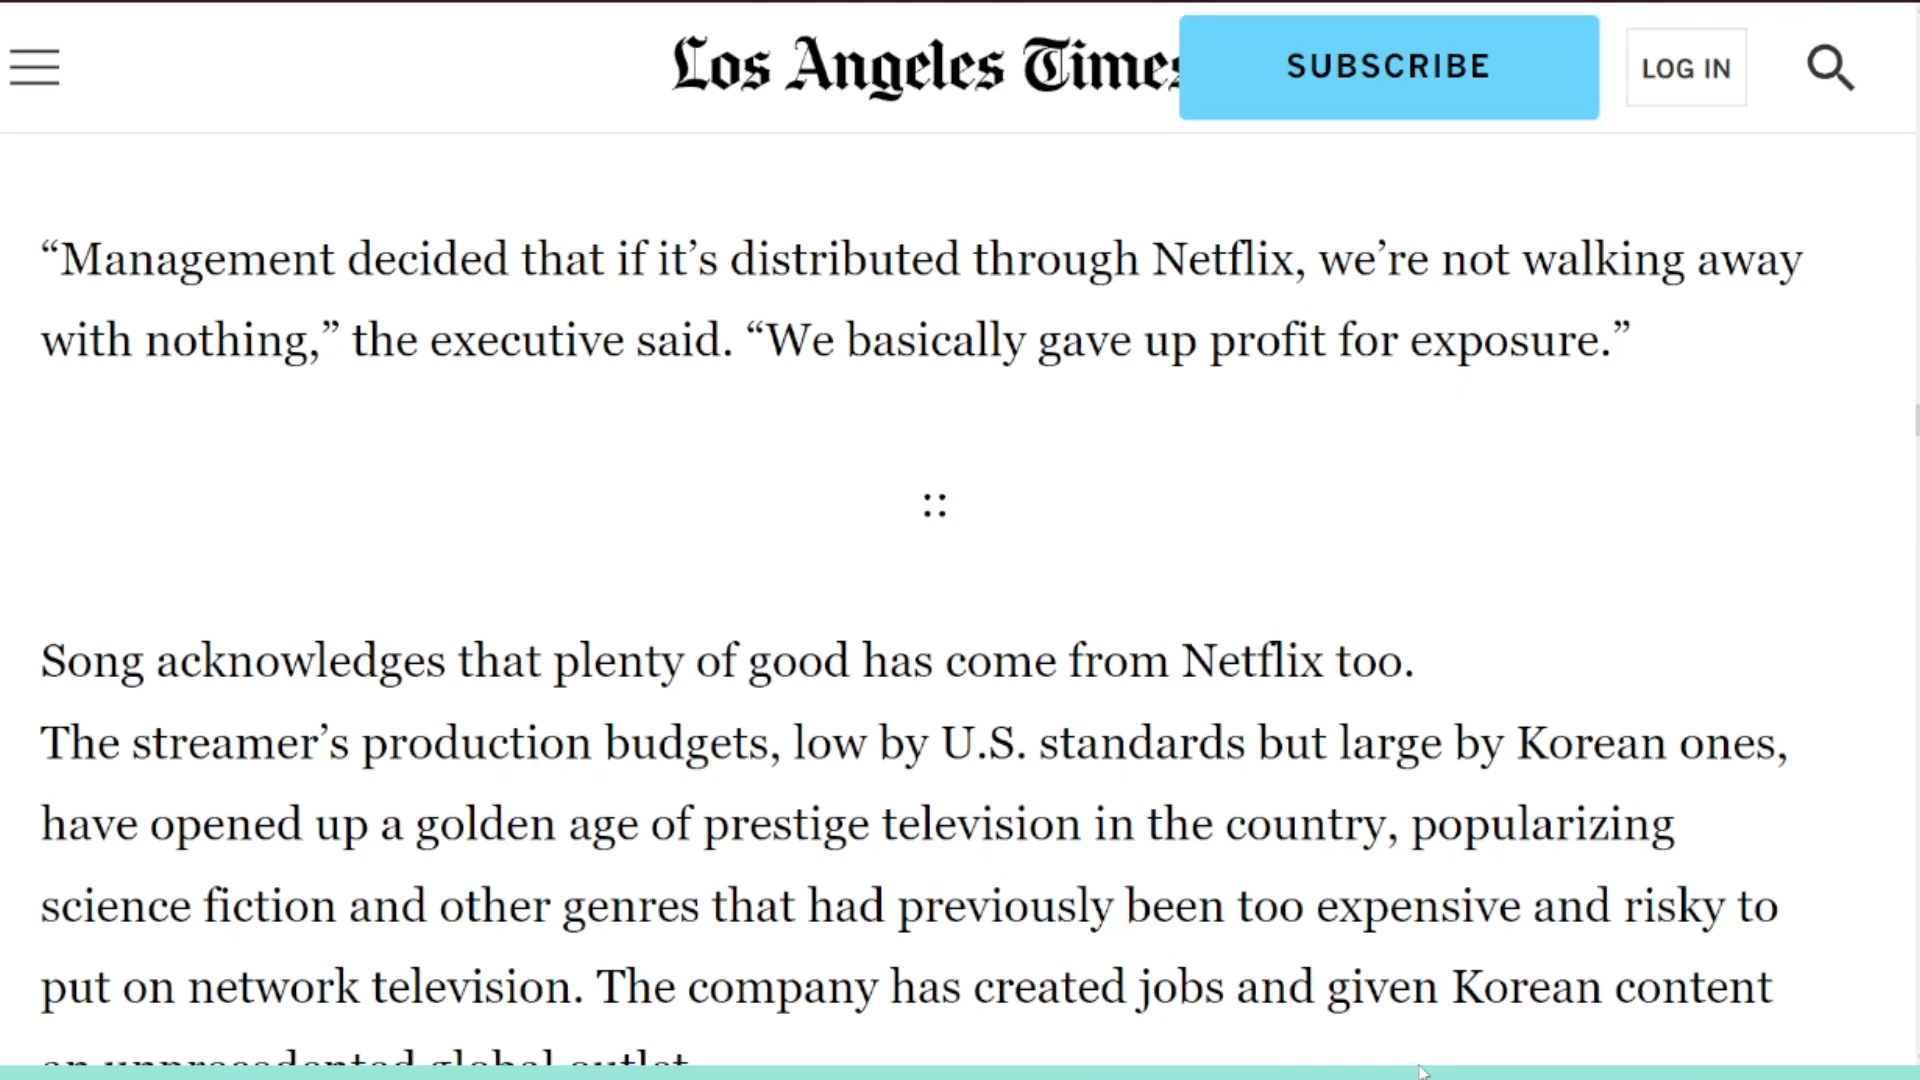 Los Angeles Times
SUBSCRIBE
LOG IN
“Management decided that if it’s distributed through Netflix, we’re not walking away
with nothing,” the executive said. “We basically gave up profit for exposure.”
::
Song acknowledges that plenty of good has come from Netflix too.
The streamer’s production budgets, low by U.S. standards but large by Korean ones,
have opened up a golden age of prestige television in the country, popularizing
science fiction and other genres that had previously been too expensive and risky to
put on network television. The company has created jobs and given Korean content
an unprecedented global outlet.